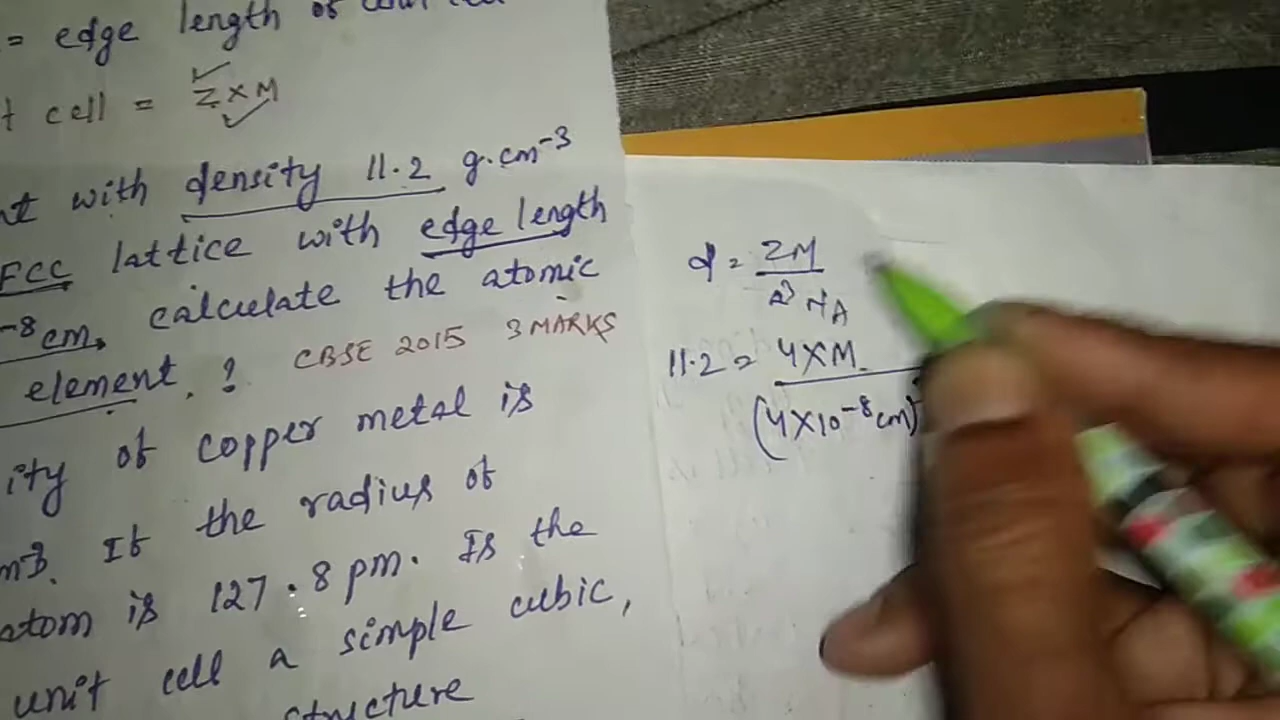 = edge length of
t cell = Z × M
with density 11.2 g.cm⁻³
FCC lattice with edge length
⁻⁸ cm, calculate the atomic
element. ? CBSE 2015 3 MARKS
ity of copper metal is
m3. If the radius of
atom is 127.8 pm. Is the
unit cell a simple cubic,
structure
d = ZM
a³ NA
11.2 = 4×M
(4×10⁻⁸cm)